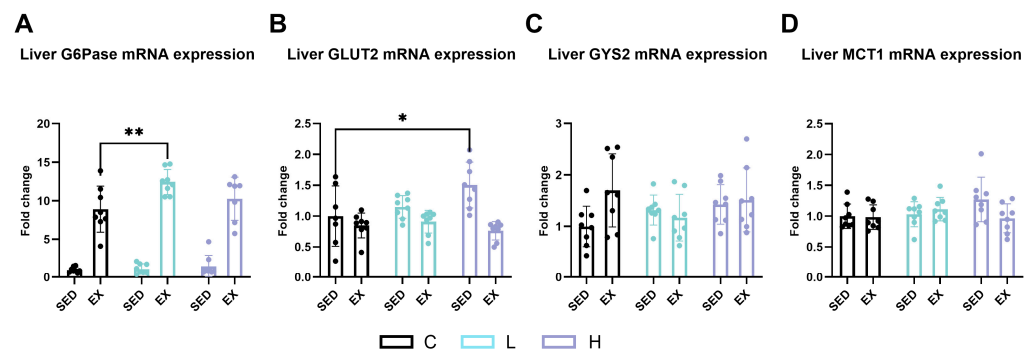 A
Liver G6Pase mRNA expression
Fold change
20
15
10
5
0
**
SED
EX
SED
EX
SED
EX
B
Liver GLUT2 mRNA expression
Fold change
2.5
2.0
1.5
1.0
0.5
0.0
*
SED
EX
SED
EX
SED
EX
C
Liver GYS2 mRNA expression
Fold change
3
2
1
0
SED
EX
SED
EX
SED
EX
D
Liver MCT1 mRNA expression
Fold change
2.5
2.0
1.5
1.0
0.5
0.0
SED
EX
SED
EX
SED
EX
C L H